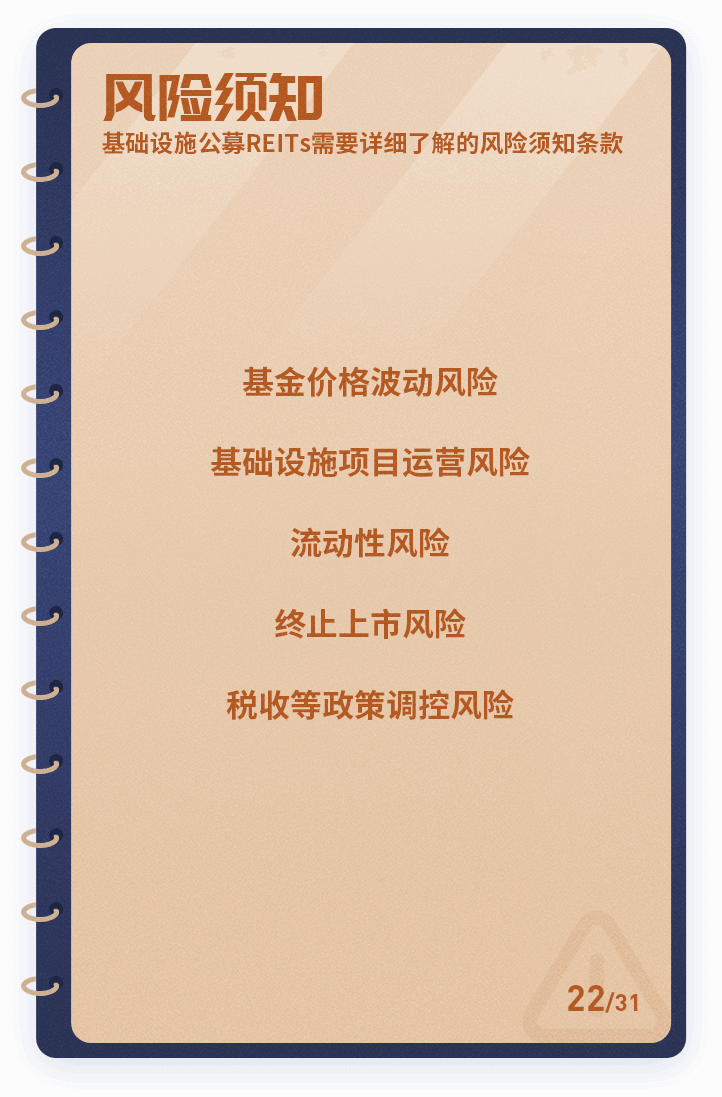 风险须知
基础设施公募REITs需要详细了解的风险须知条款
基金价格波动风险
基础设施项目运营风险
流动性风险
终止上市风险
税收等政策调控风险
22/31